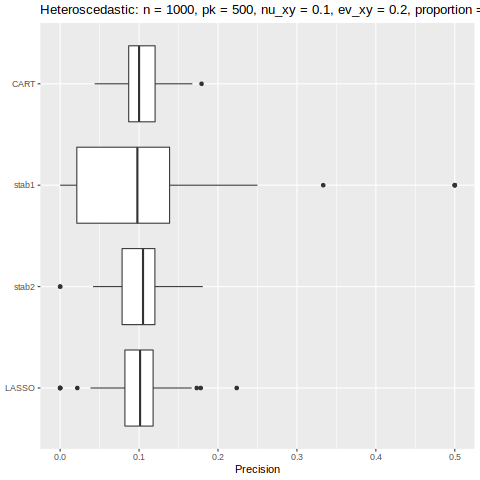 Heteroscedastic: n = 1000, pk = 500, nu_xy = 0.1, ev_xy = 0.2, proportion =
CART
stab1
stab2
LASSO
0.0 0.1 0.2 0.3 0.4 0.5
Precision